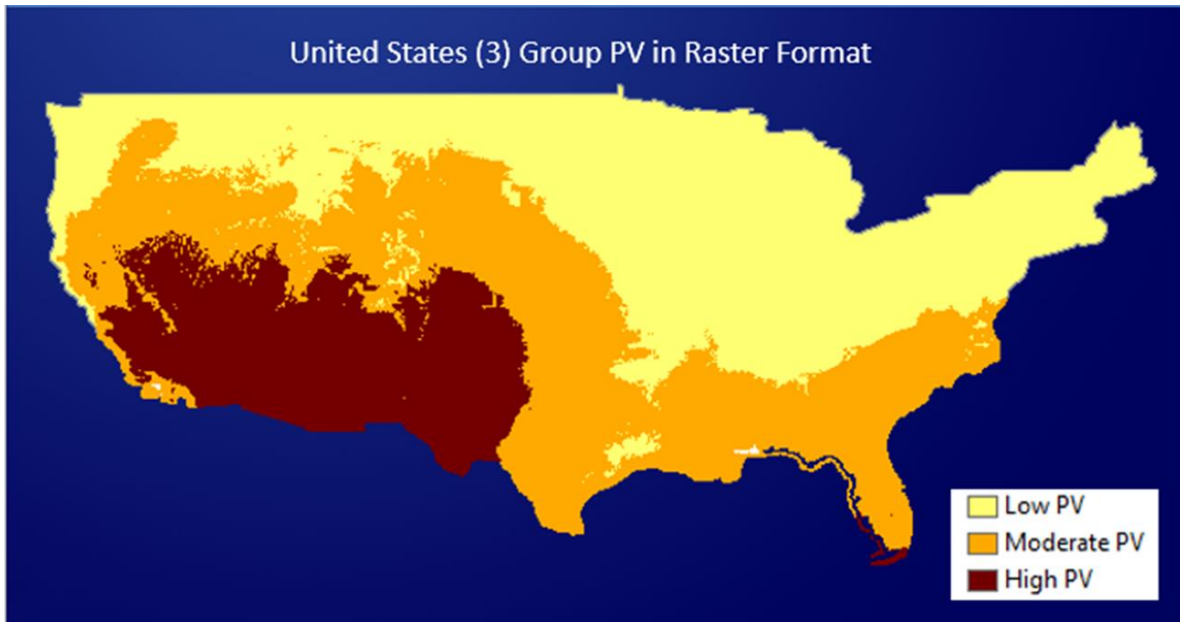 United States (3) Group PV in Raster Format
Low PV
Moderate PV
High PV